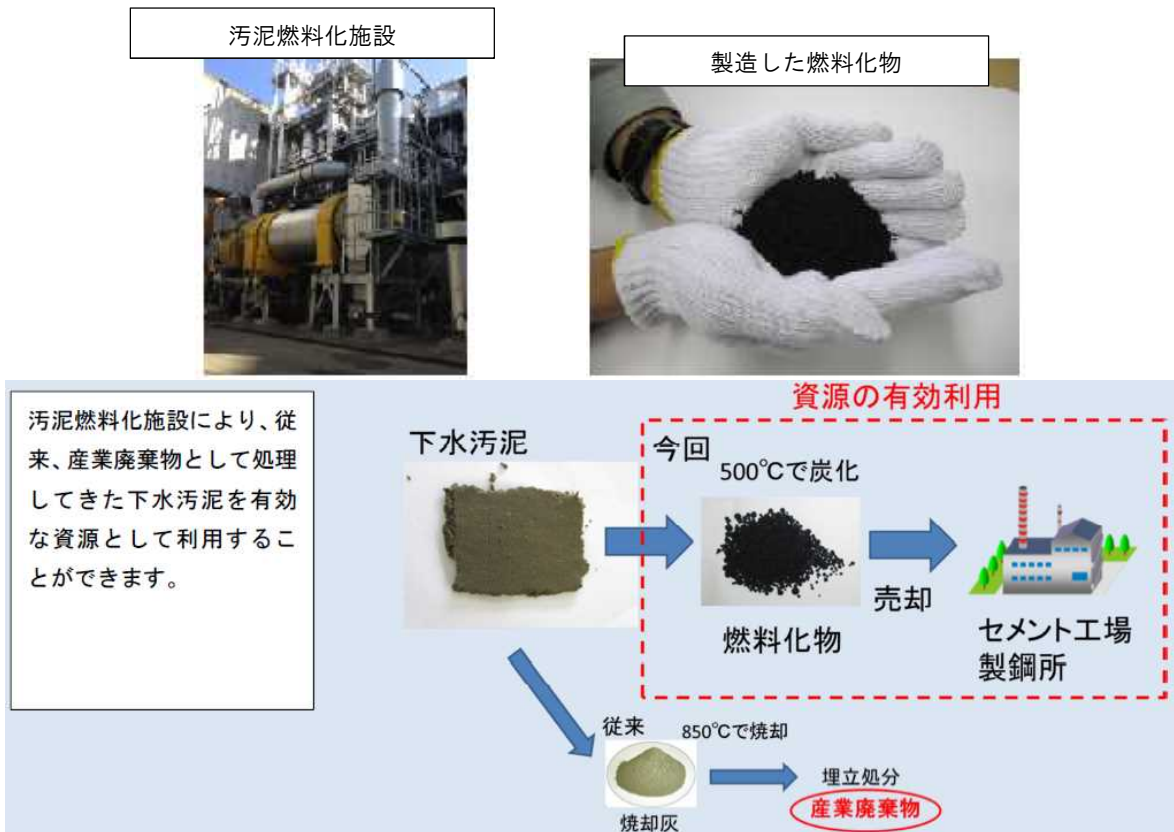 汚泥燃料化施設
製造した燃料化物
汚泥燃料化施設により、従
来、産業廃棄物として処理
してきた下水汚泥を有効
な資源として利用するこ
とができます。
資源の有効利用
下水汚泥
今回
500℃で炭化
燃料化物
売却
セメント工場
製鋼所
従来
850℃で焼却
焼却灰
埋立処分
産業廃棄物